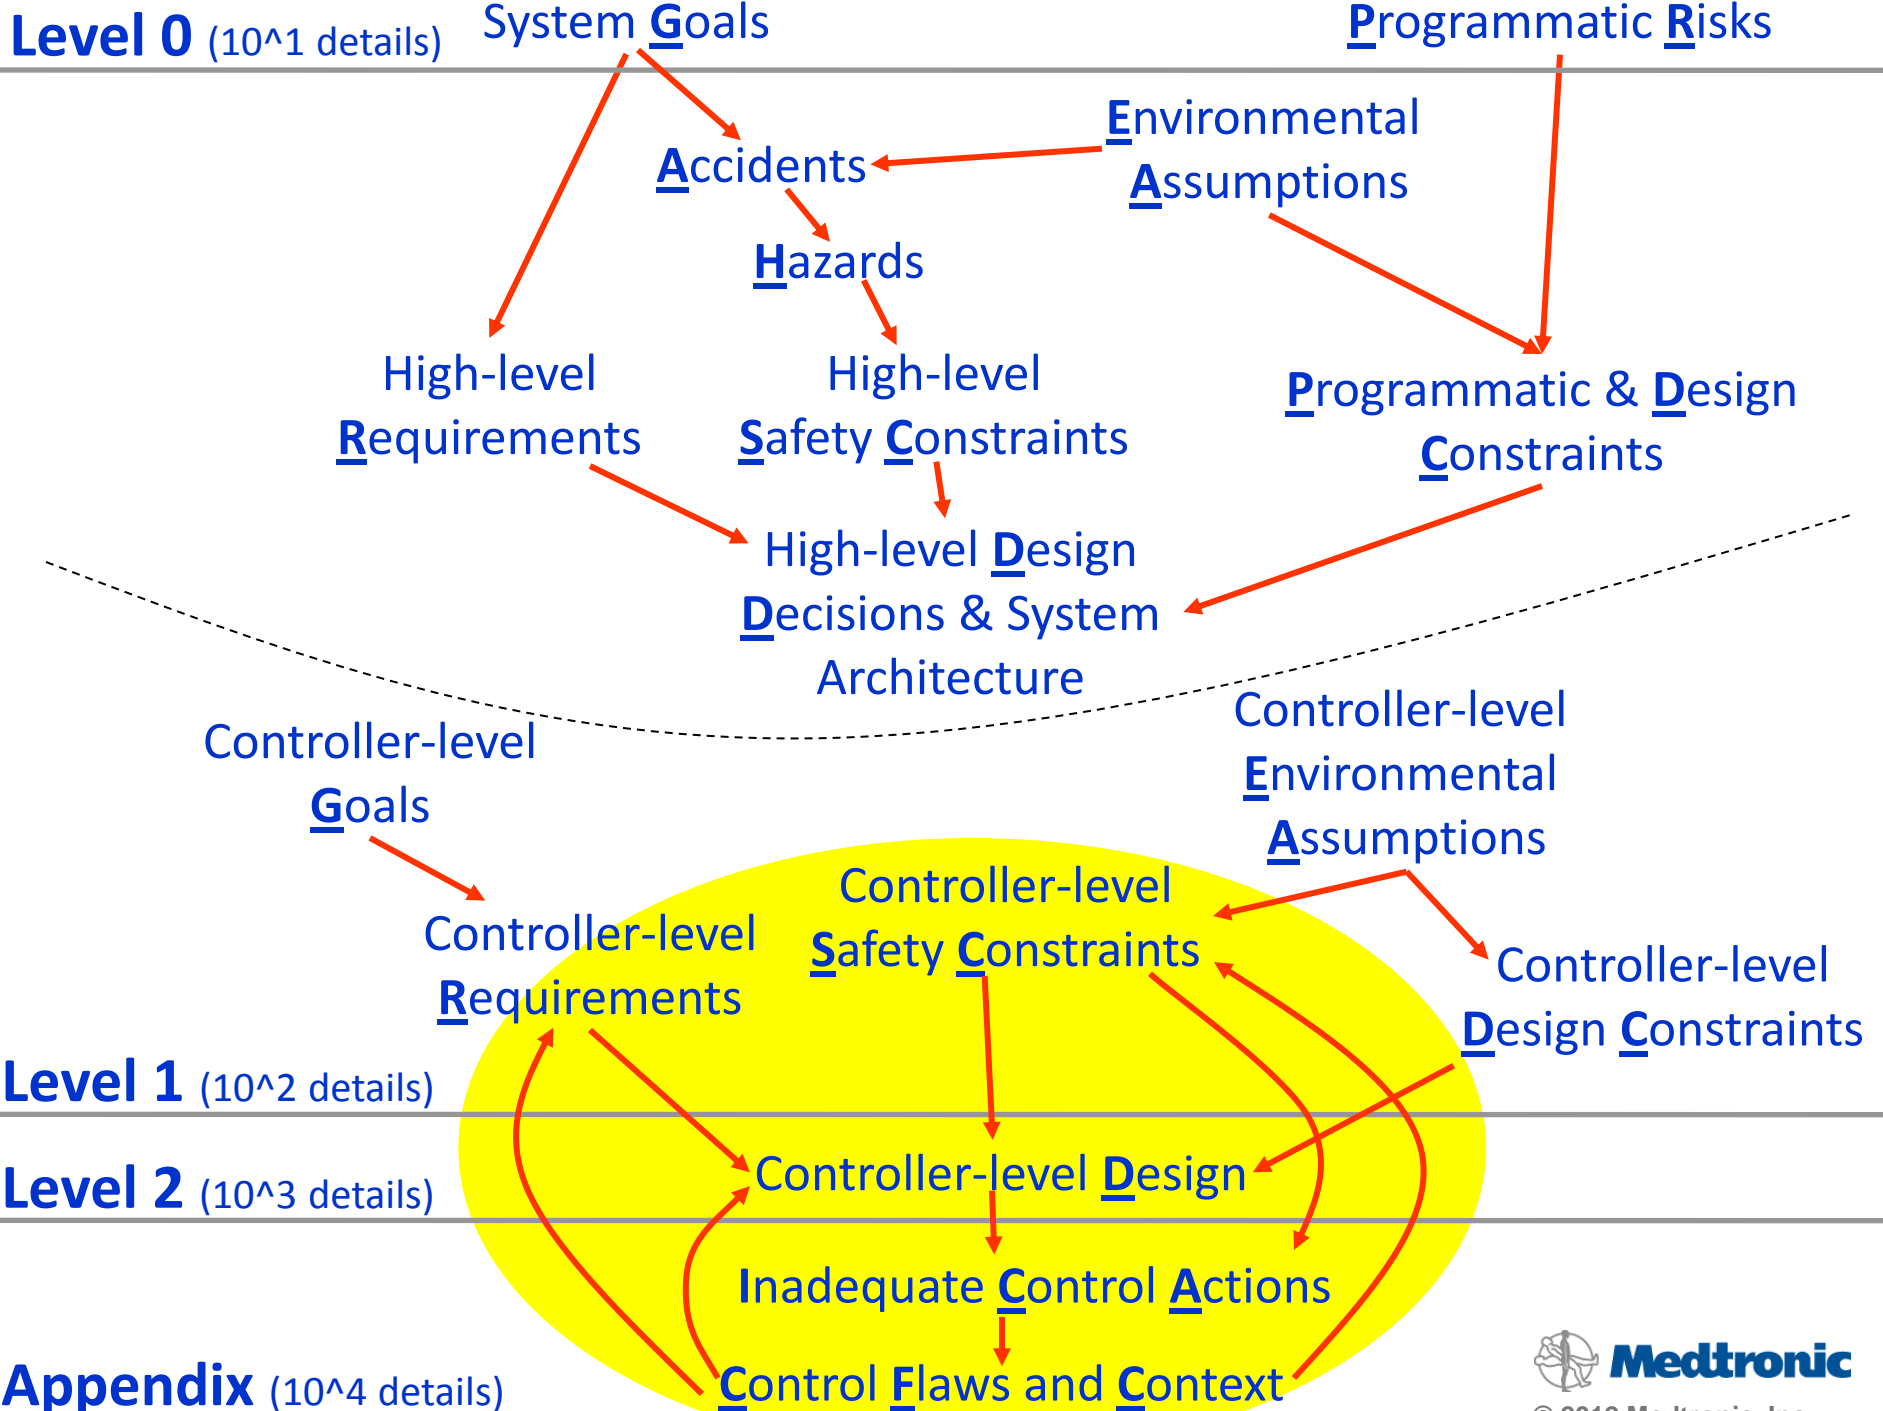 Level 0 (10^1 details)
System Goals
Programmatic Risks
Environmental
Assumptions
Accidents
Hazards
High-level
Requirements
High-level
Safety Constraints
Programmatic & Design
Constraints
High-level Design
Decisions & System
Architecture
Controller-level
Goals
Controller-level
Environmental
Assumptions
Controller-level
Requirements
Controller-level
Safety Constraints
Controller-level
Design Constraints
Level 1 (10^2 details)
Controller-level Design
Level 2 (10^3 details)
Inadequate Control Actions
Control Flaws and Context
Appendix (10^4 details)
Medtronic